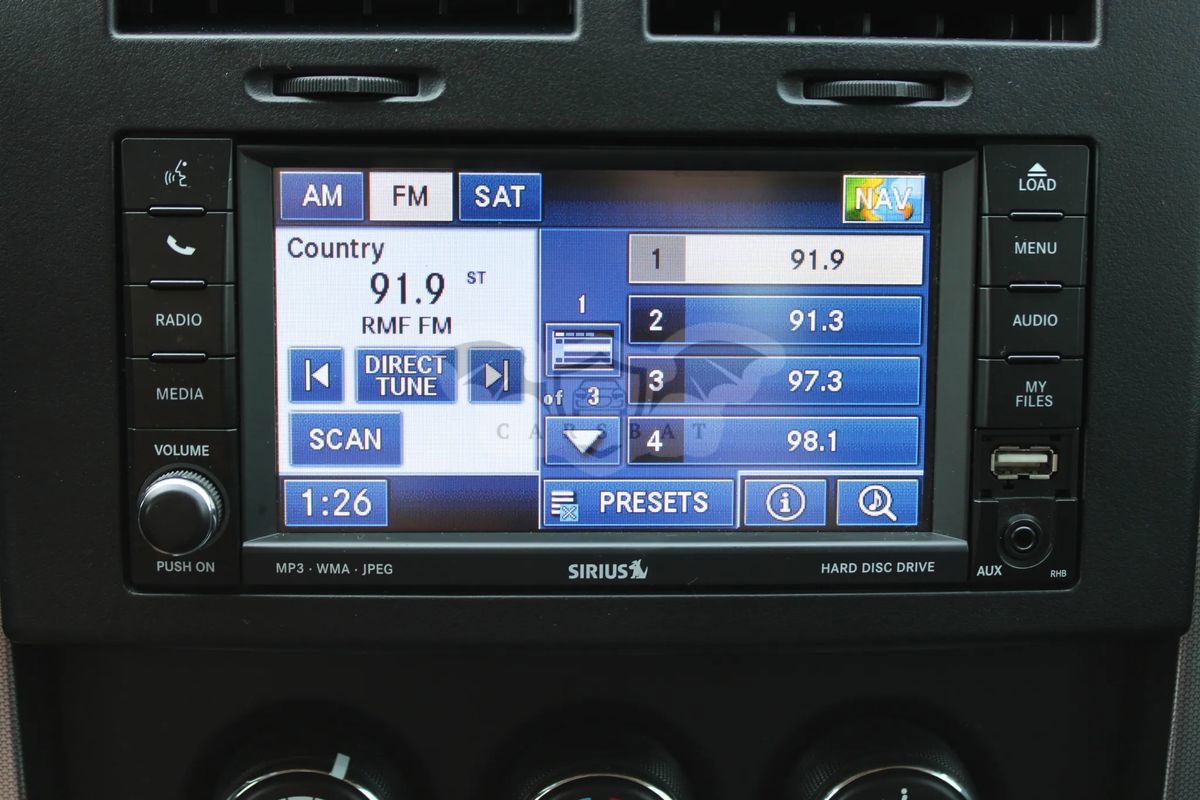 AM FM SAT NAV
Country
91.9 ST
RMF FM
DIRECT
TUNE
SCAN
1:26
1
of 3
1 91.9
2 91.3
3 97.3
4 98.1
PRESETS
RADIO
MEDIA
VOLUME
PUSH ON
LOAD
MENU
AUDIO
MY
FILES
AUX
RHB
MP3 · WMA · JPEG
SIRIUS
HARD DISC DRIVE
CARSBAT